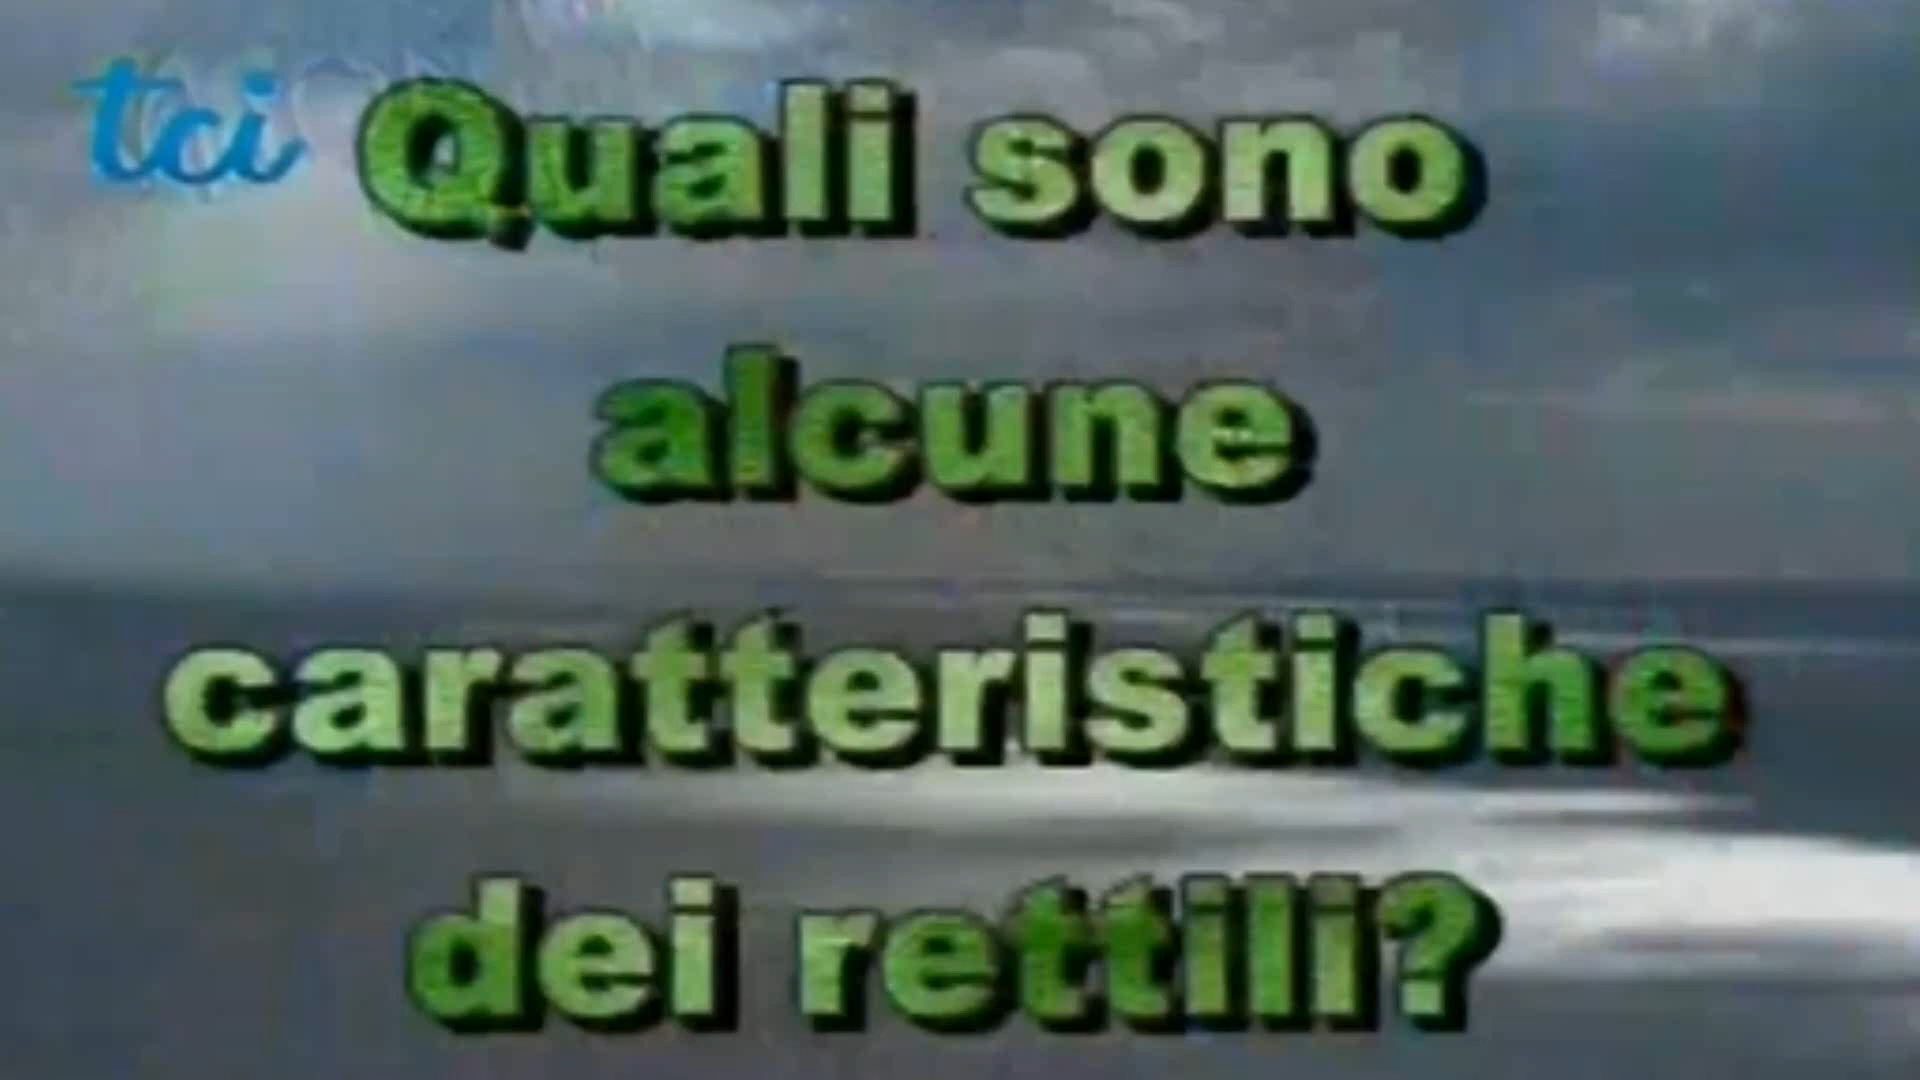 tci
Quali sono
alcune
caratteristiche
dei rettili?